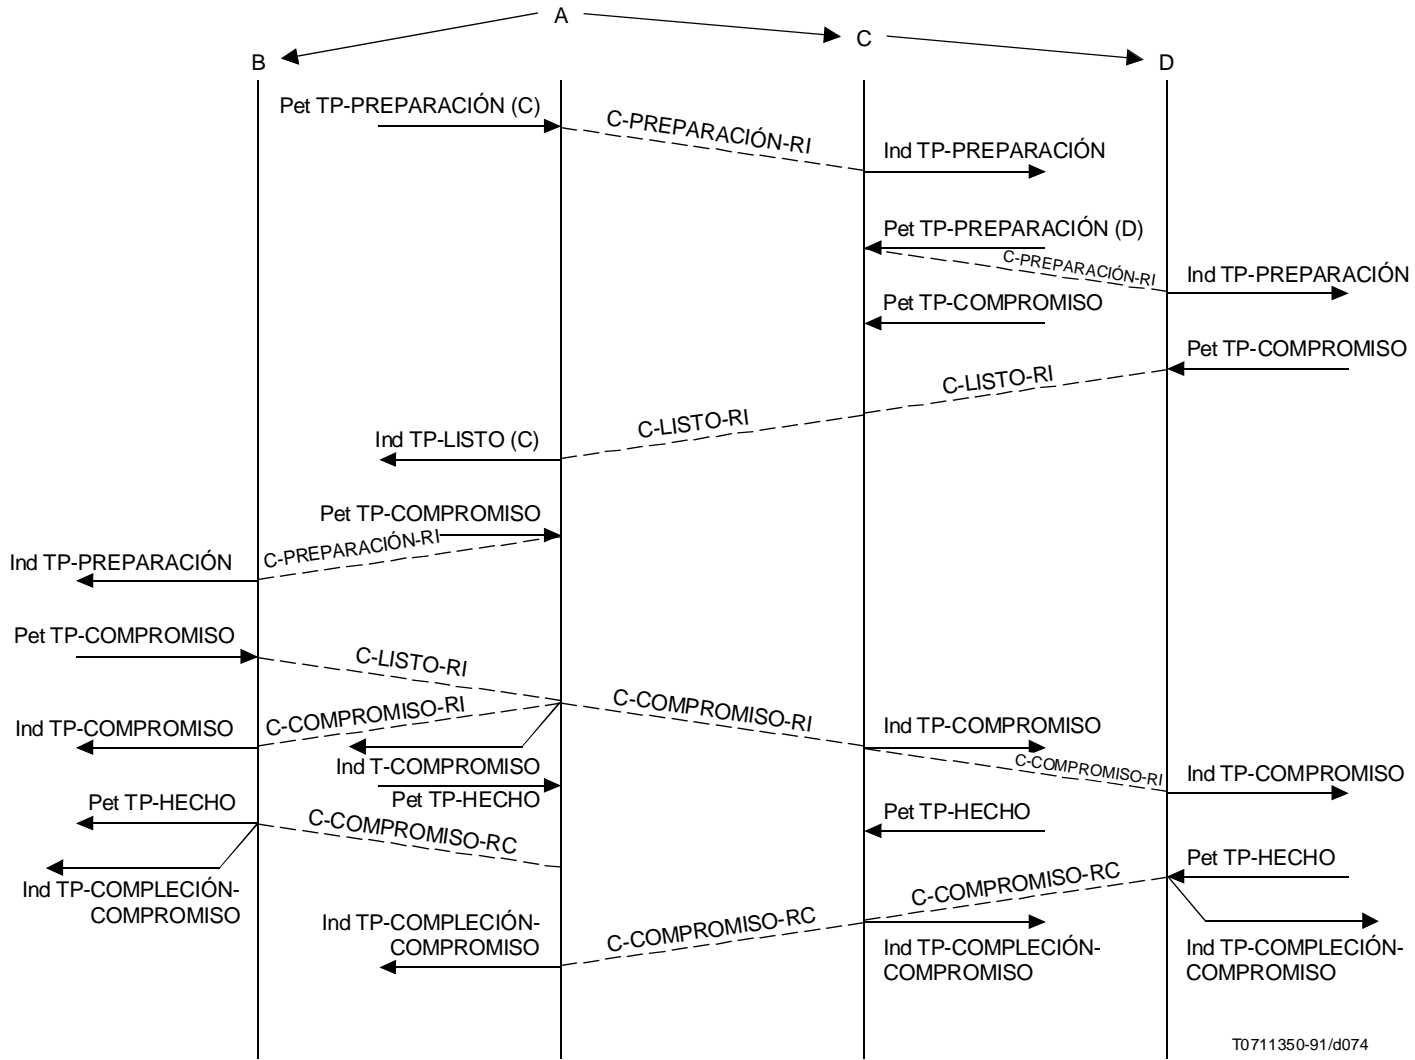 A
C
B
D
Pet TP-PREPARACIÓN (C)
C-PREPARACIÓN-RI
Ind TP-PREPARACIÓN
Pet TP-PREPARACIÓN (D)
C-PREPARACIÓN-RI
Ind TP-PREPARACIÓN
Pet TP-COMPROMISO
Pet TP-COMPROMISO
C-LISTO-RI
C-LISTO-RI
Ind TP-LISTO (C)
Pet TP-COMPROMISO
C-PREPARACIÓN-RI
Ind TP-PREPARACIÓN
Pet TP-COMPROMISO
C-LISTO-RI
C-COMPROMISO-RI
C-COMPROMISO-RI
Ind TP-COMPROMISO
Ind TP-COMPROMISO
C-COMPROMISO-RI
Ind T-COMPROMISO
Ind TP-COMPROMISO
Pet TP-HECHO
Pet TP-HECHO
Pet TP-HECHO
C-COMPROMISO-RC
Pet TP-HECHO
Ind TP-COMPLECIÓN-
COMPROMISO
C-COMPROMISO-RC
Ind TP-COMPLECIÓN-
COMPROMISO
C-COMPROMISO-RC
Ind TP-COMPLECIÓN-
COMPROMISO
Ind TP-COMPLECIÓN-
COMPROMISO
T0711350-91/d074